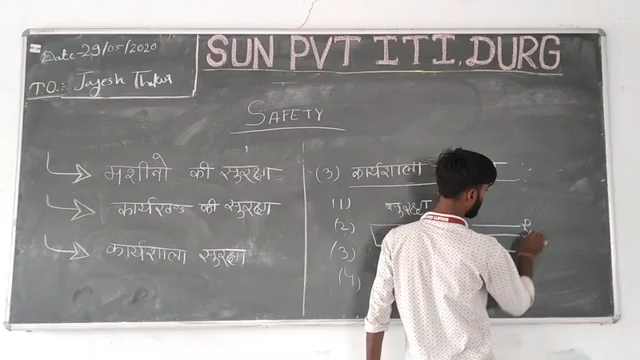 Date-29/05/2020
SUN PVT ITI, DURG
TO.: Jayesh Thakur
SAFETY
मशीनो की सुरक्षा
कार्यखण्ड की सुरक्षा
कार्यशाला सुरक्षा
(3) कार्यशाला
(1)
(2)
(3)
(4)